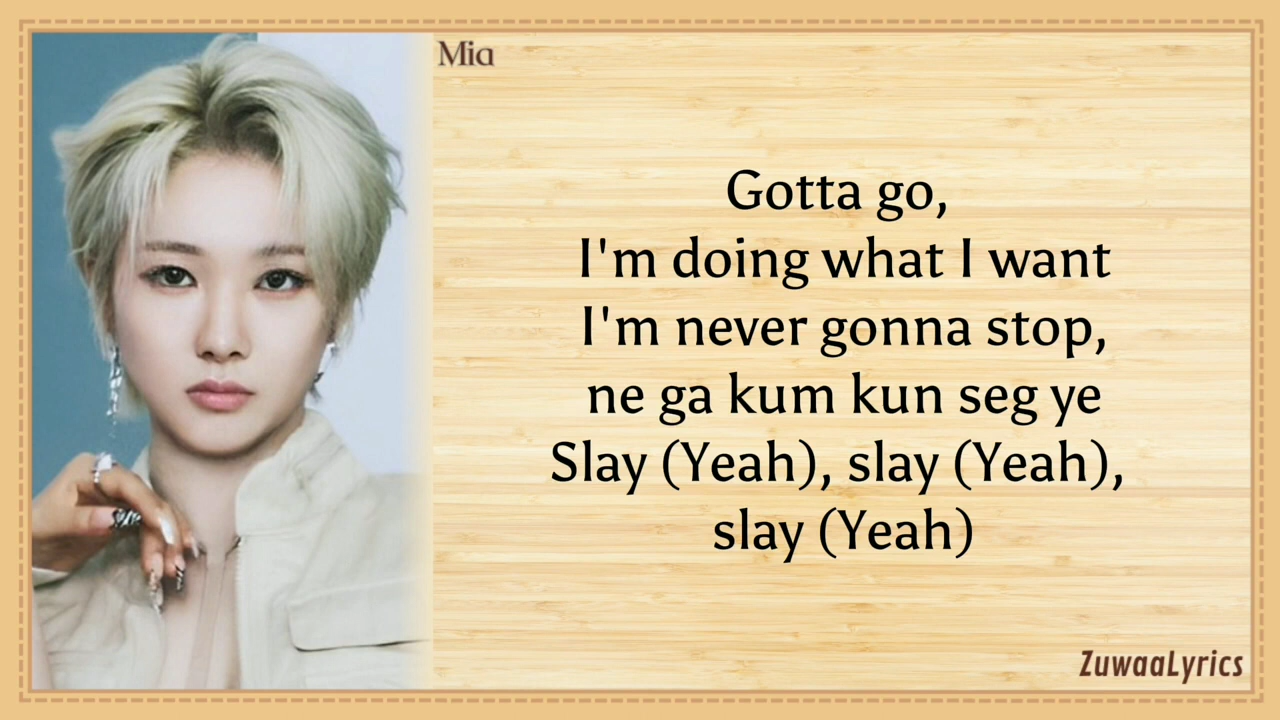 Mia
Gotta go,
I'm doing what I want
I'm never gonna stop,
ne ga kum kun seg ye
Slay (Yeah), slay (Yeah),
slay (Yeah)
ZuwaaLyrics